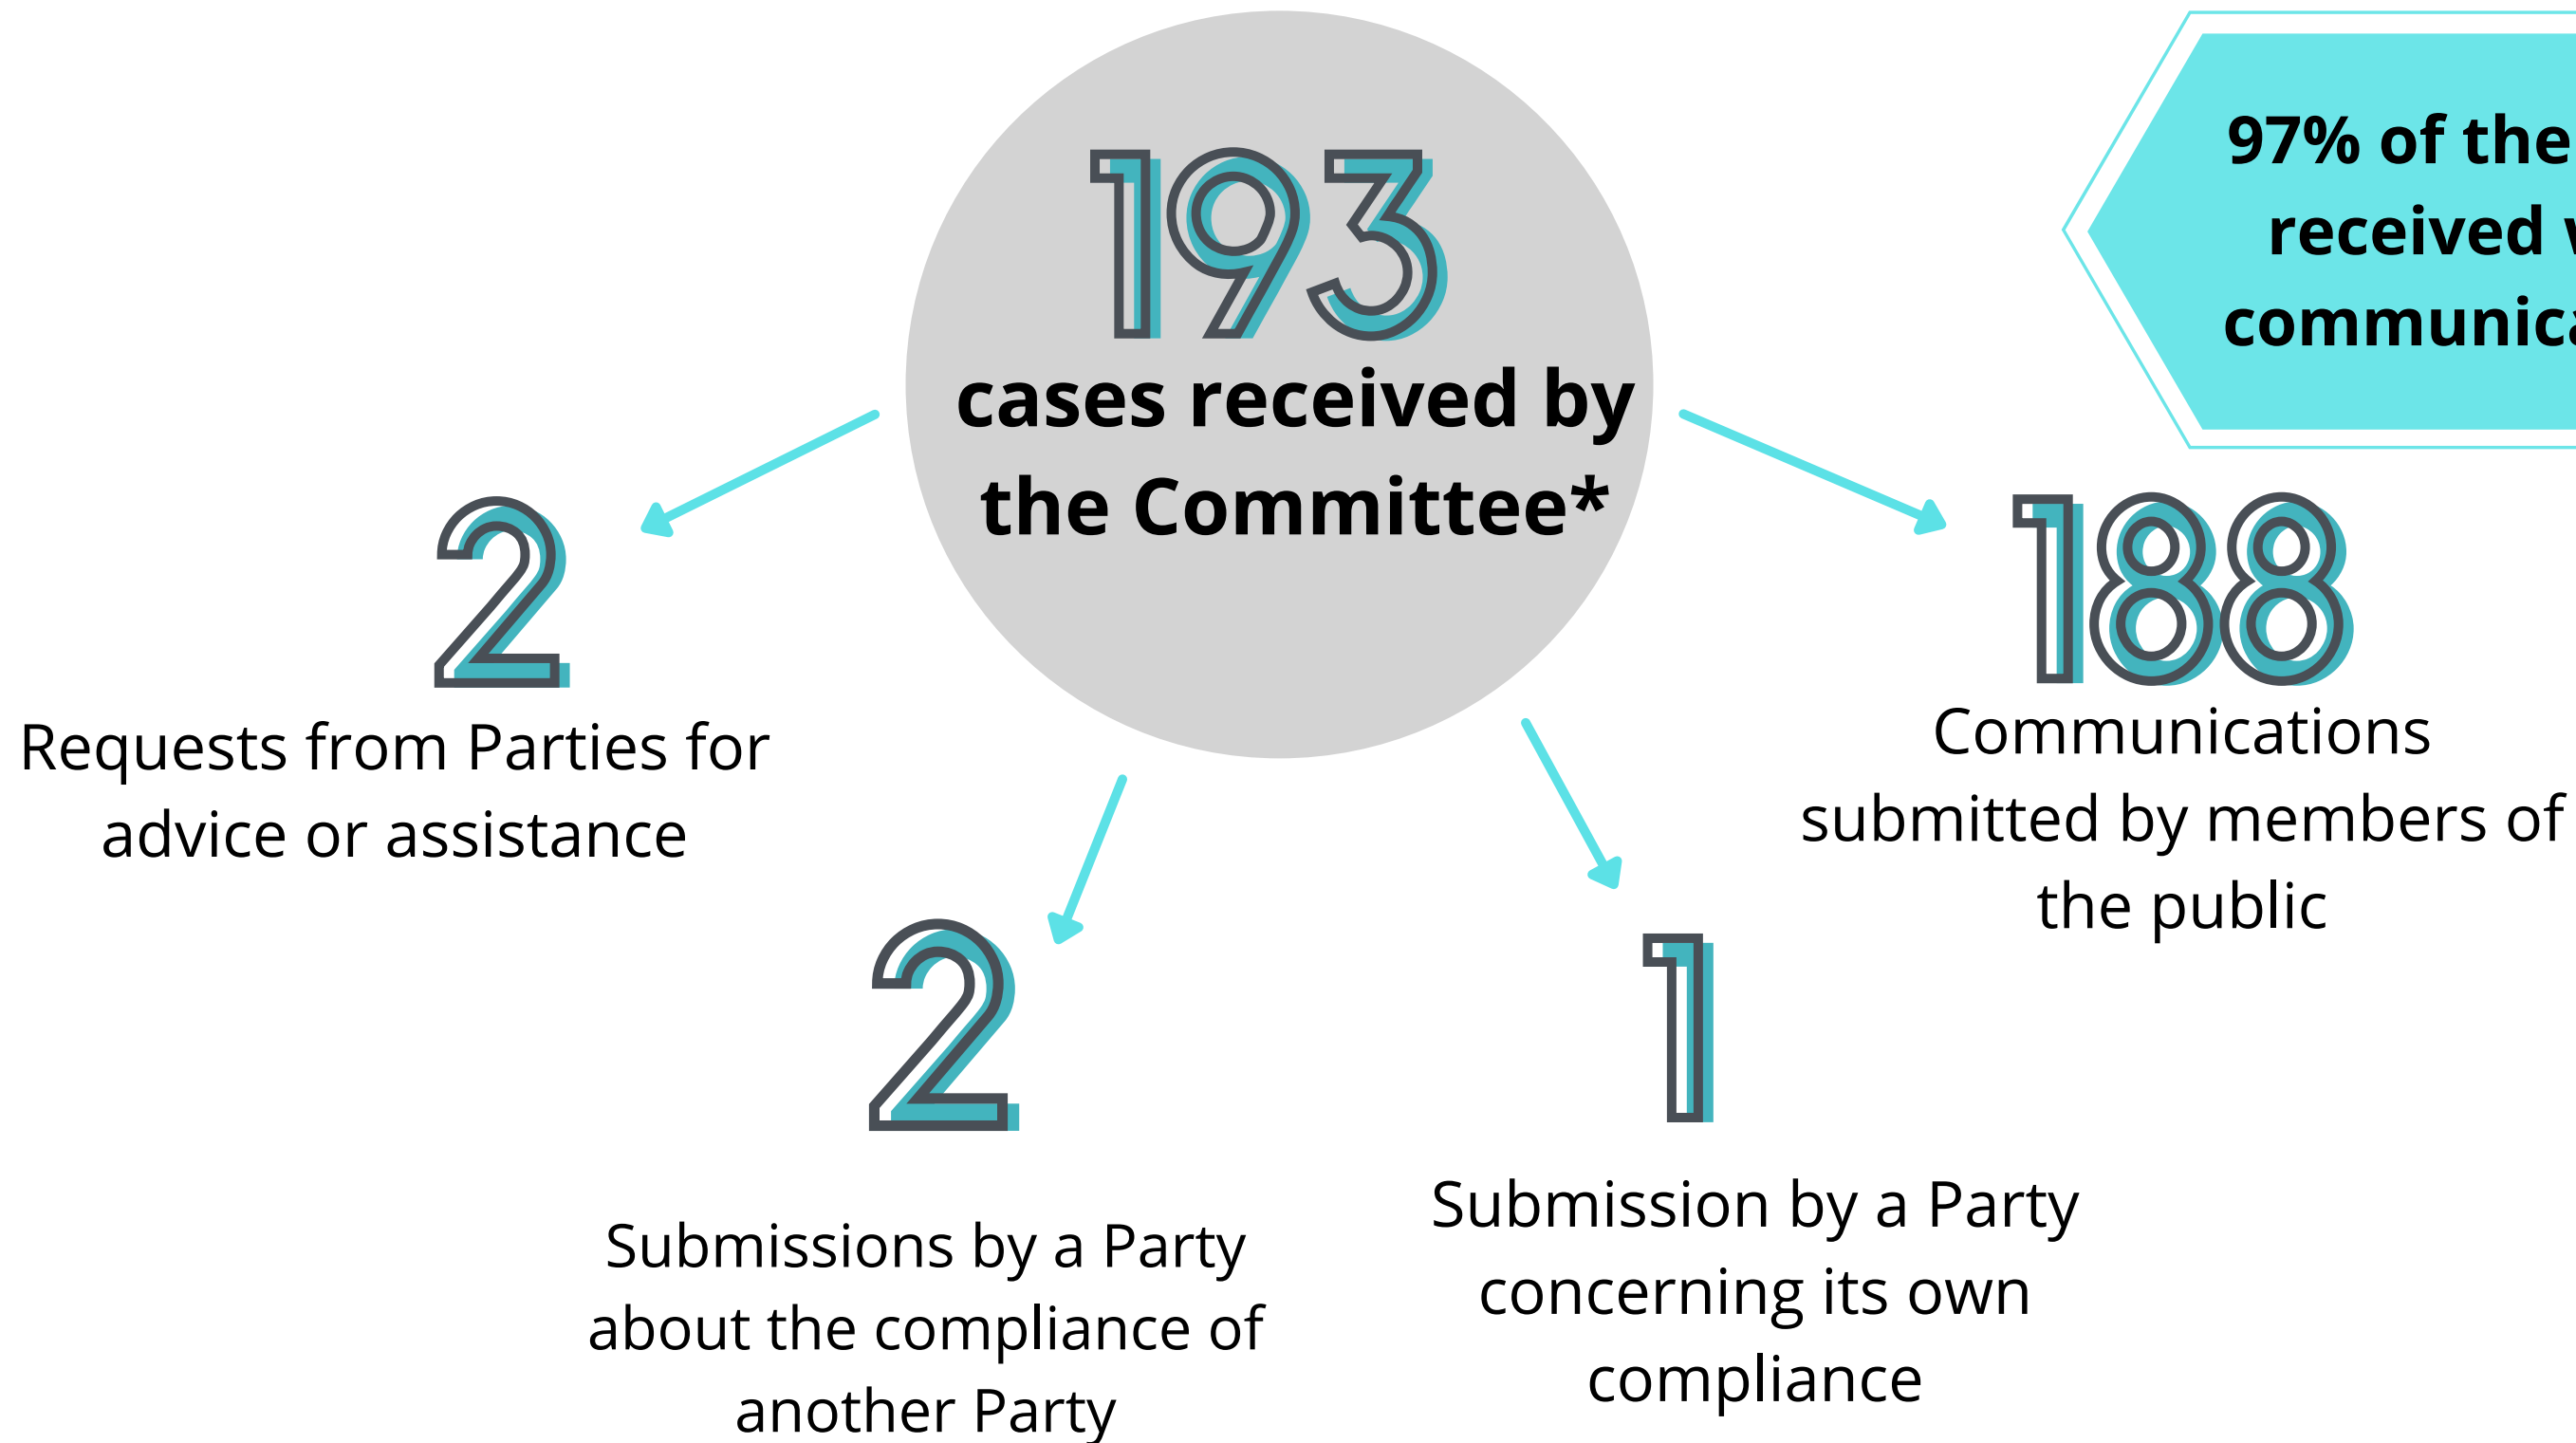 193
cases received by
the Committee*
97% of the
received
2
Requests from Parties for
advice or assistance
188
Communications
submitted by members of
the public
2
Submissions by a Party
about the compliance of
another Party
1
Submission by a Party
concerning its own
compliance